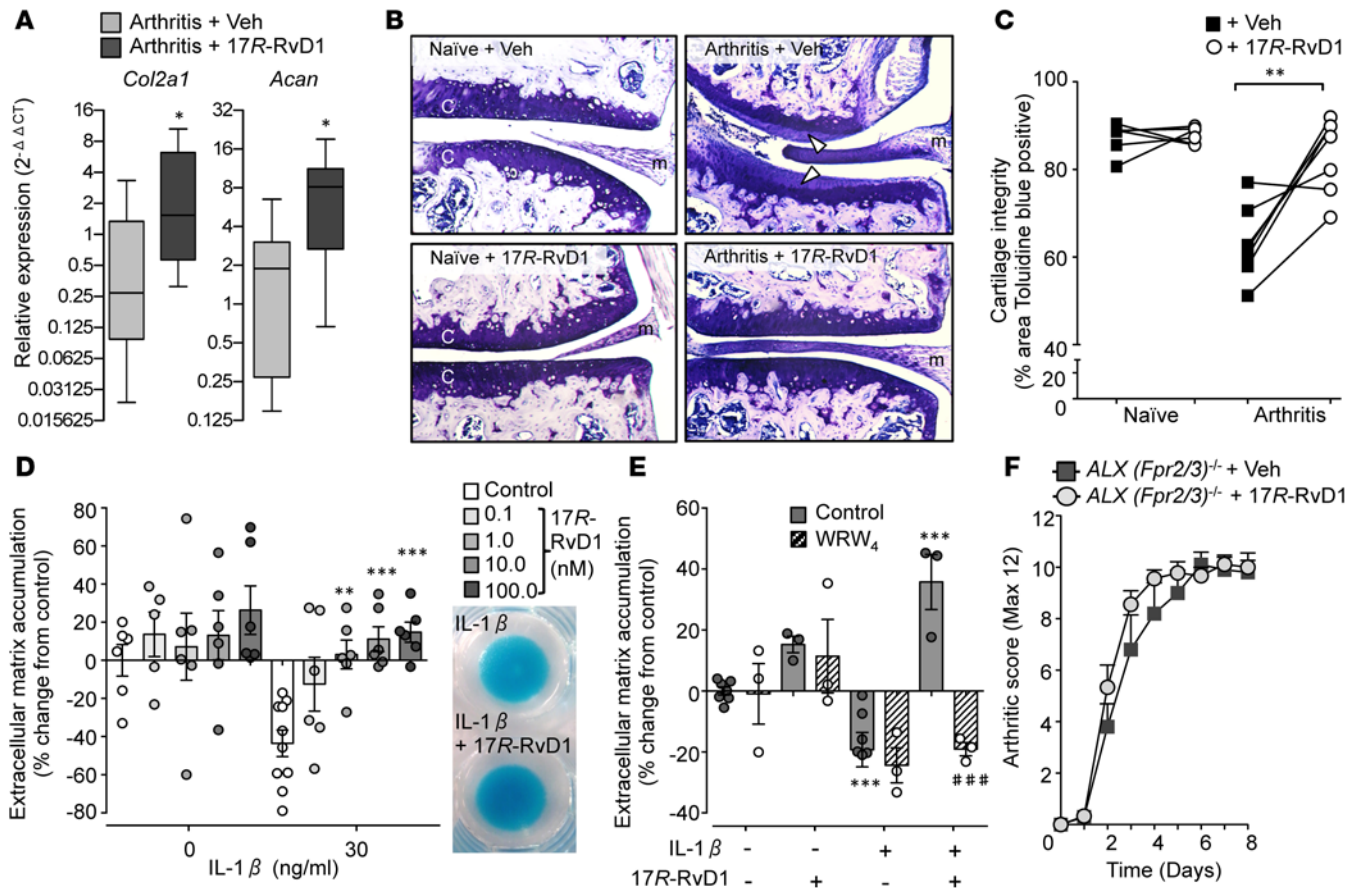 A
Arthritis + Veh
Arthritis + 17R-RvD1
Col2a1
Acan
Relative expression (2-ΔΔCT)
16
8
4
2
1
0.5
0.25
0.125
0.0625
0.03125
0.015625
*
32
16
8
4
2
1
0.5
0.25
0.125
*
B
Naïve + Veh
C
C
m
Arthritis + Veh
m
Naïve + 17R-RvD1
C
C
m
Arthritis + 17R-RvD1
m
C
+ Veh
+ 17R-RvD1
**
Cartilage integrity
(% area Toluidine blue positive)
100
80
60
40
20
0
Naïve
Arthritis
D
Control
0.1
1.0
10.0
100.0
17R-
RvD1
(nM)
Extracellular matrix accumulation
(% change from control)
80
60
40
20
0
-20
-40
-60
-80
**
***
***
0
30
IL-1β (ng/ml)
IL-1β
IL-1β
+ 17R-RvD1
E
Control
WRW4
Extracellular matrix accumulation
(% change from control)
60
40
20
0
-20
-40
***
***
###
IL-1β - - + +
17R-RvD1 - + - +
F
ALX (Fpr2/3)-/- + Veh
ALX (Fpr2/3)-/- + 17R-RvD1
Arthritic score (Max 12)
12
10
8
6
4
2
0
2
4
6
8
Time (Days)